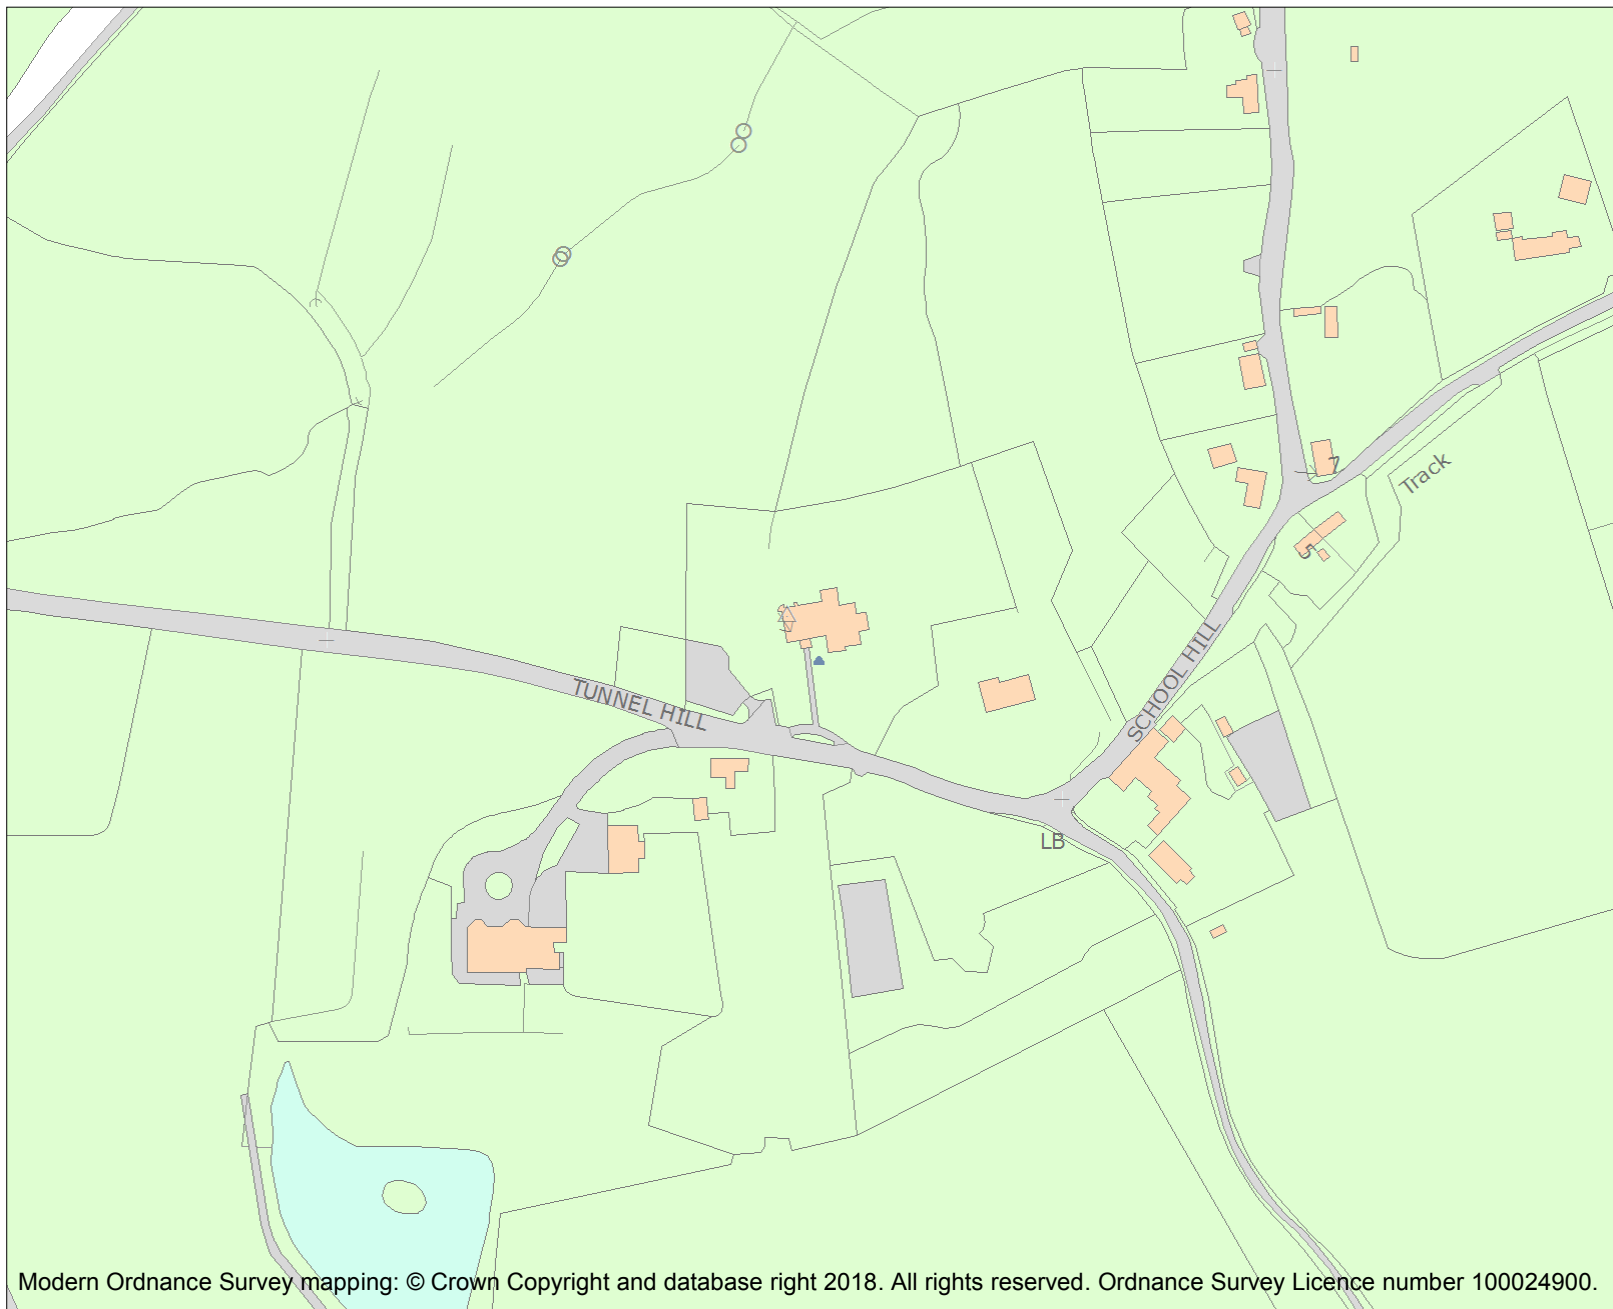 7
Track
5
SCHOOL HILL
TUNNEL HILL
LB
Modern Ordnance Survey mapping: © Crown Copyright and database right 2018. All rights reserved. Ordnance Survey Licence number 100024900.